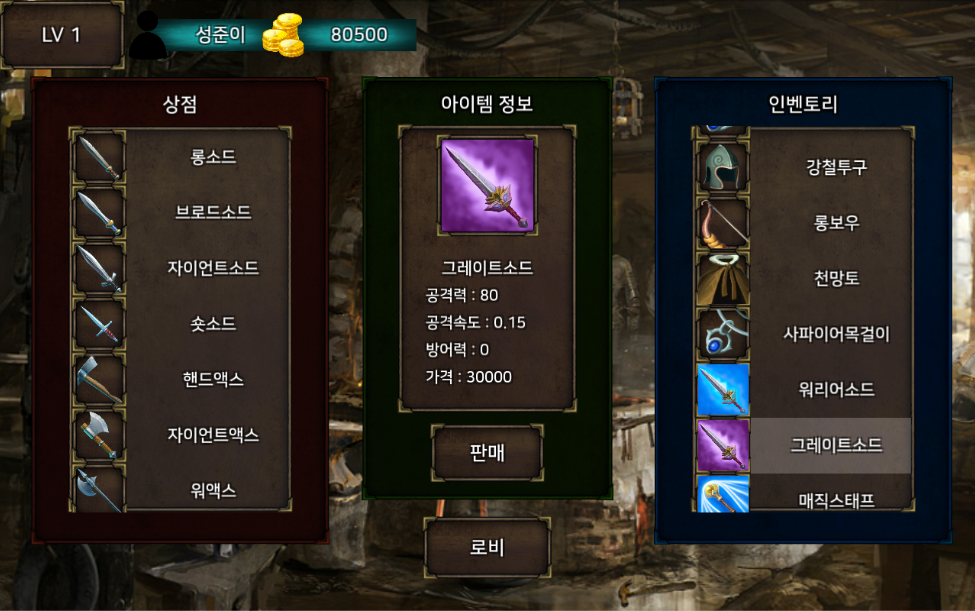 LV 1
성준이
80500
상점
롱소드
브로드소드
자이언트소드
숏소드
핸드액스
자이언트액스
워액스
아이템 정보
그레이트소드
공격력 : 80
공격속도 : 0.15
방어력 : 0
가격 : 30000
판매
로비
인벤토리
강철투구
롱보우
천망토
사파이어목걸이
워리어소드
그레이트소드
매직스태프